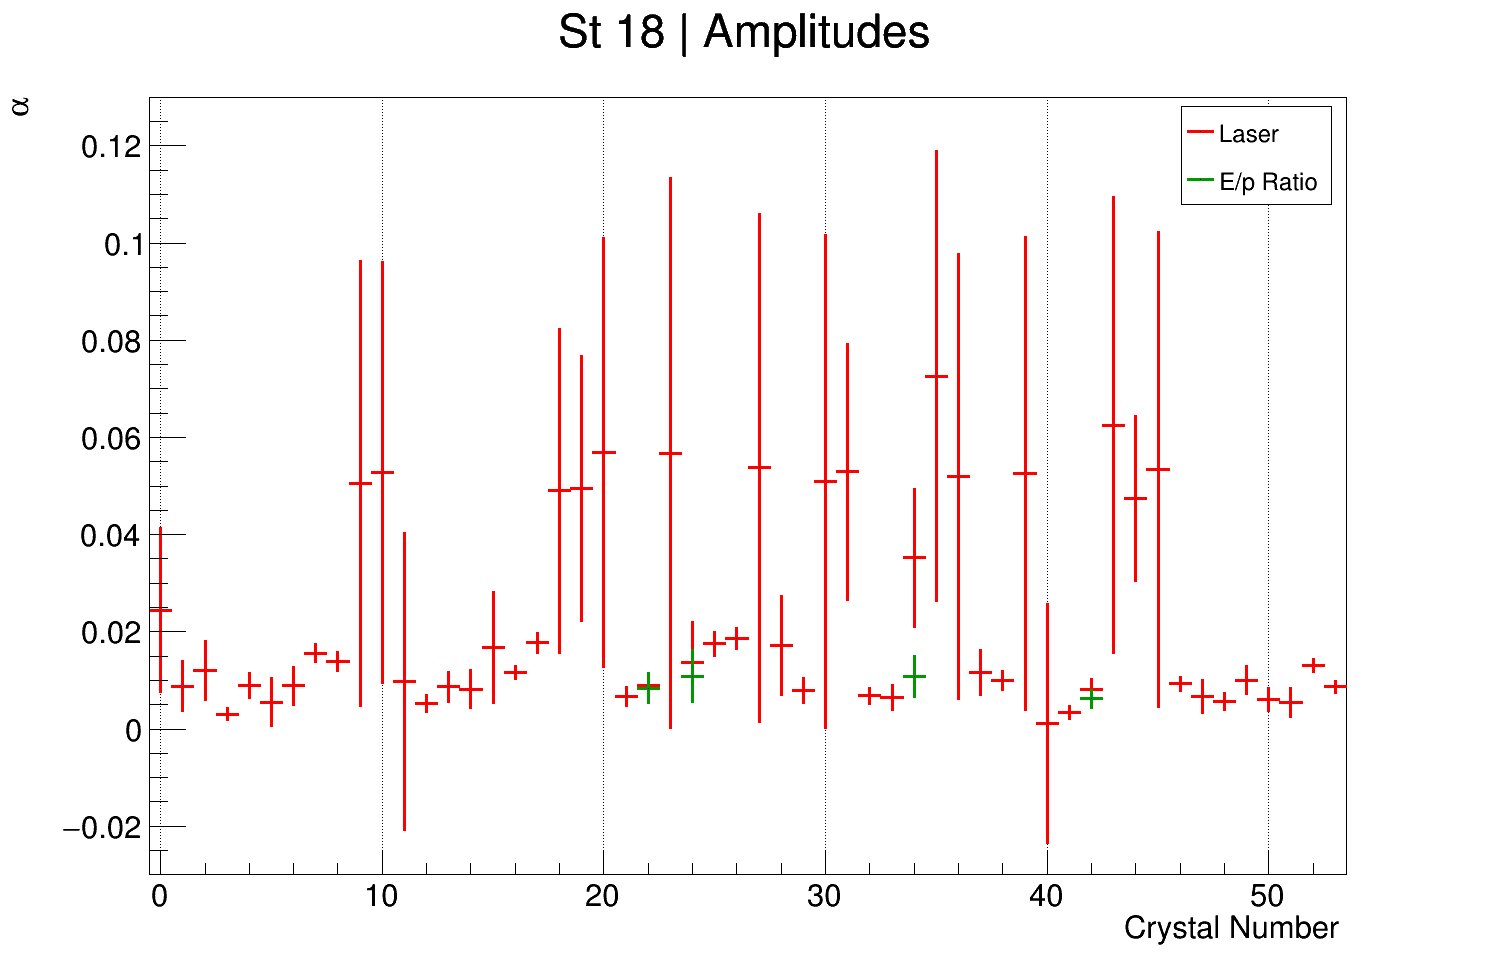 St 18 | Amplitudes
α
Laser
E/p Ratio
0.12
0.1
0.08
0.06
0.04
0.02
0
−0.02
0 10 20 30 40 50
Crystal Number